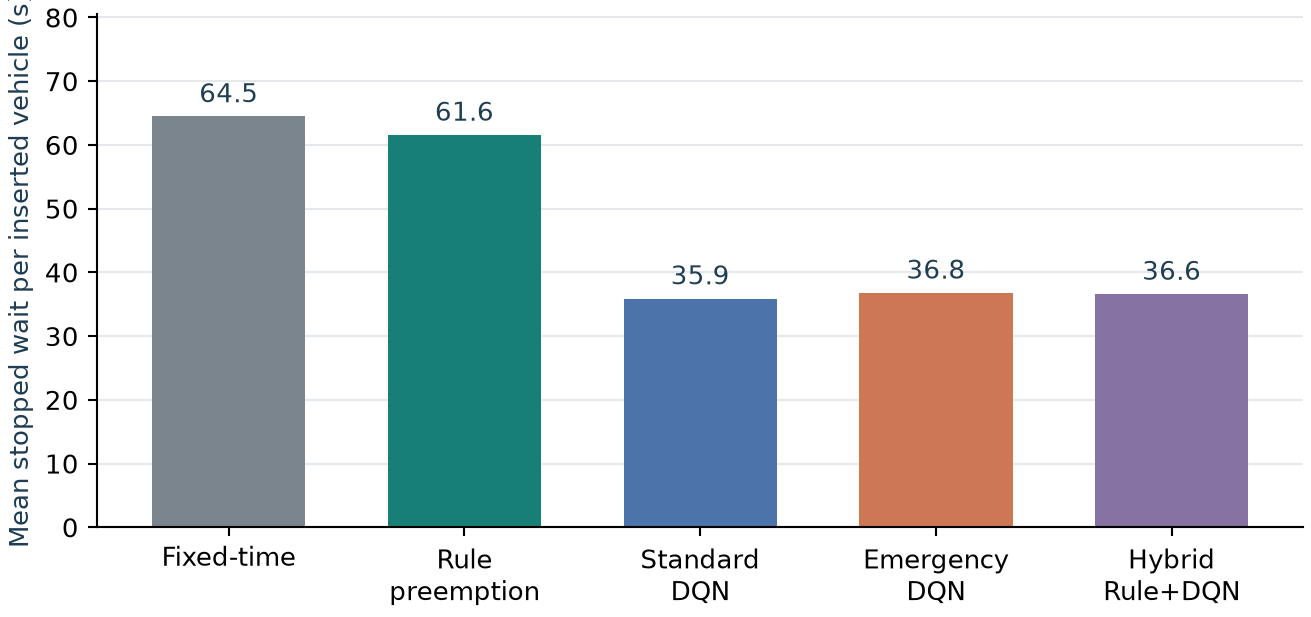 Mean stopped wait per inserted vehicle (s)
80
70
60
50
40
30
20
10
0
64.5
61.6
35.9
36.8
36.6
Fixed-time
Rule
preemption
Standard
DQN
Emergency
DQN
Hybrid
Rule+DQN